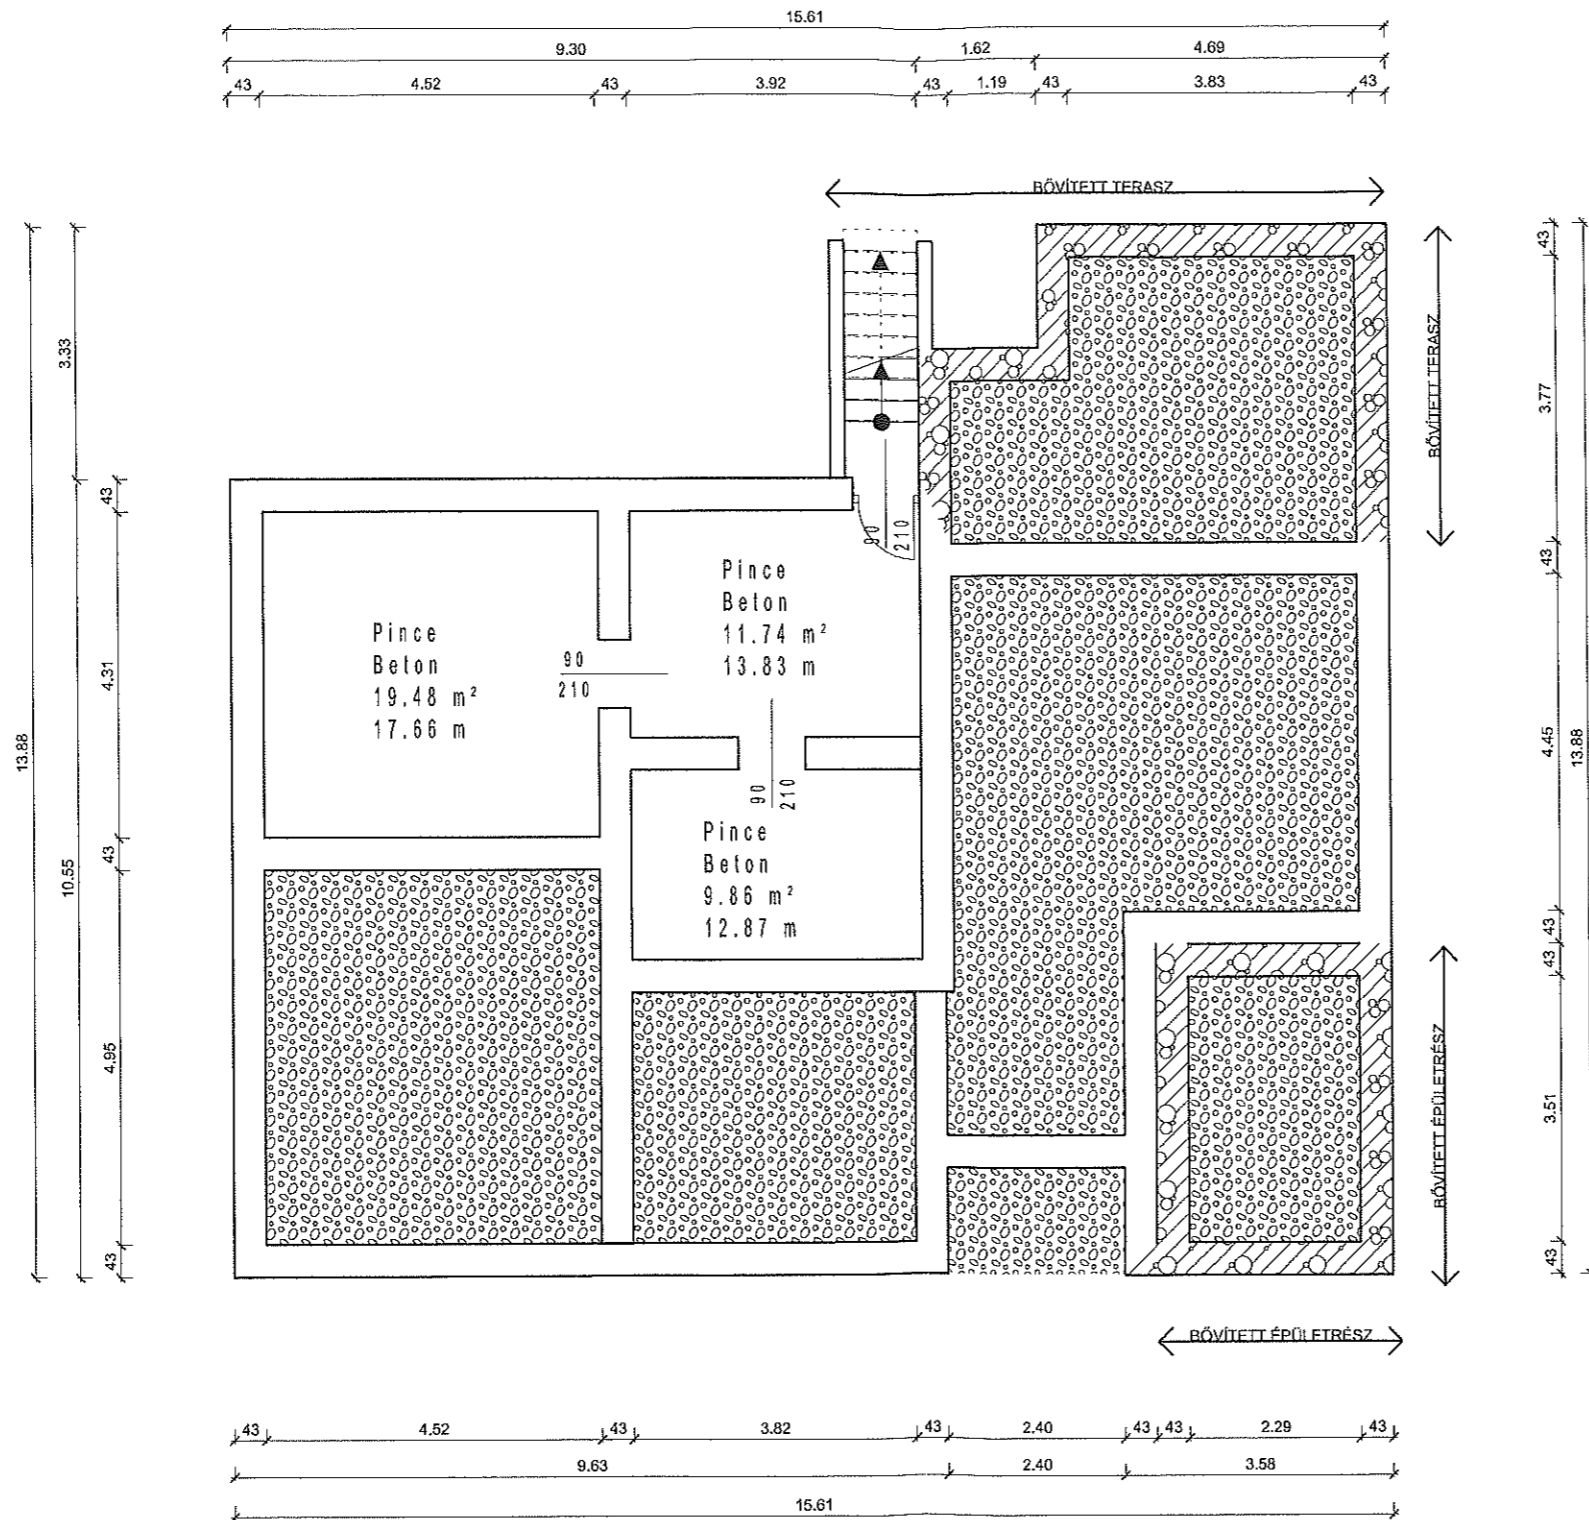 15.61
9.30 1.62 4.69
43 4.52 43 3.92 43 1.19 43 3.83 43
BŐVÍTETT TERASZ
BŐVÍTETT TERASZ
13.88
3.33
10.55
43
4.31
43
4.95
43
Pince
Beton
19.48 m²
17.66 m
90
210
Pince
Beton
11.74 m²
13.83 m
90
210
90
210
Pince
Beton
9.86 m²
12.87 m
43
3.77
43
4.45
43
43
3.51
43
13.88
BŐVÍTETT ÉPÜLETRÉSZ
BŐVÍTETT ÉPÜLETRÉSZ
43 4.52 43 3.82 43 2.40 43 43 2.29 43
9.63 2.40 3.58
15.61